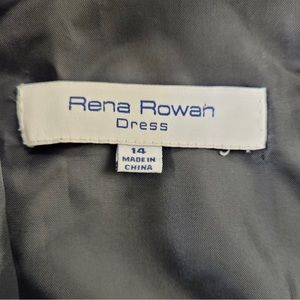 Rena Rowan
Dress
14
MADE IN
CHINA